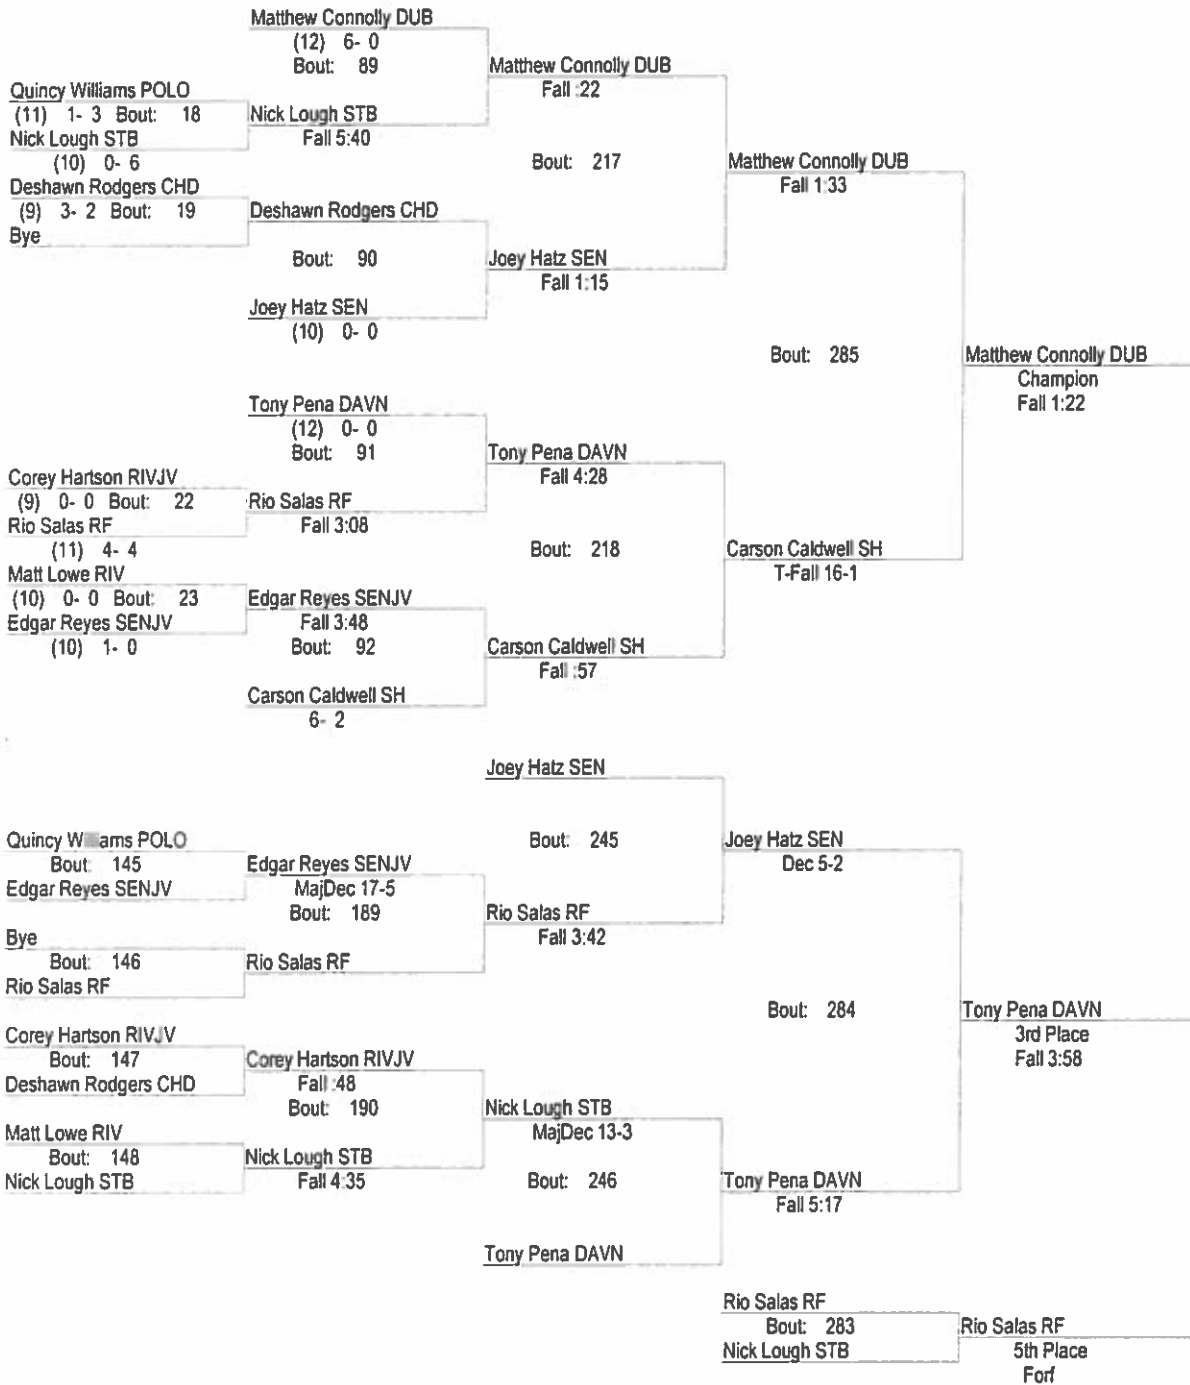 Matthew Connolly DUB
(12) 6- 0
Bout: 89
Matthew Connolly DUB
Fall :22
Quincy Williams POLO
(11) 1- 3 Bout: 18
Nick Lough STB
(10) 0- 6
Nick Lough STB
Fall 5:40
Bout: 217
Matthew Connolly DUB
Fall 1:33
Deshawn Rodgers CHD
(9) 3- 2 Bout: 19
Bye
Deshawn Rodgers CHD
Bout: 90
Joey Hatz SEN
Fall 1:15
Joey Hatz SEN
(10) 0- 0
Bout: 285
Matthew Connolly DUB
Champion
Fall 1:22
Tony Pena DAVN
(12) 0- 0
Bout: 91
Tony Pena DAVN
Fall 4:28
Corey Hartson RIVJV
(9) 0- 0 Bout: 22
Rio Salas RF
(11) 4- 4
Rio Salas RF
Fall 3:08
Bout: 218
Carson Caldwell SH
T-Fall 16-1
Matt Lowe RIV
(10) 0- 0 Bout: 23
Edgar Reyes SENJV
(10) 1- 0
Edgar Reyes SENJV
Fall 3:48
Bout: 92
Carson Caldwell SH
Fall :57
Carson Caldwell SH
6- 2
Joey Hatz SEN
Bout: 245
Joey Hatz SEN
Dec 5-2
Quincy W ams POLO
Bout: 145
Edgar Reyes SENJV
Edgar Reyes SENJV
MajDec 17-5
Bout: 189
Rio Salas RF
Fall 3:42
Bye
Bout: 146
Rio Salas RF
Rio Salas RF
Bout: 284
Tony Pena DAVN
3rd Place
Fall 3:58
Corey Hartson RIVJV
Bout: 147
Deshawn Rodgers CHD
Corey Hartson RIVJV
Fall :48
Bout: 190
Nick Lough STB
MajDec 13-3
Matt Lowe RIV
Bout: 148
Nick Lough STB
Nick Lough STB
Fall 4:35
Bout: 246
Tony Pena DAVN
Fall 5:17
Tony Pena DAVN
Rio Salas RF
Bout: 283
Nick Lough STB
Rio Salas RF
5th Place
Forf